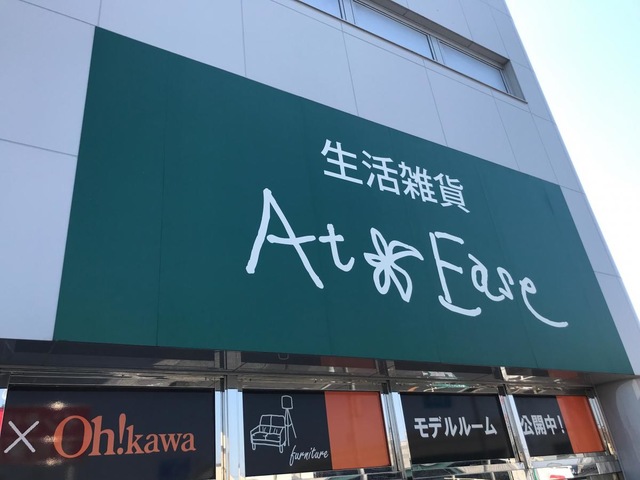 生活雑貨
At Ease
× Oh!kawa
furniture
モデルルーム
公開中!